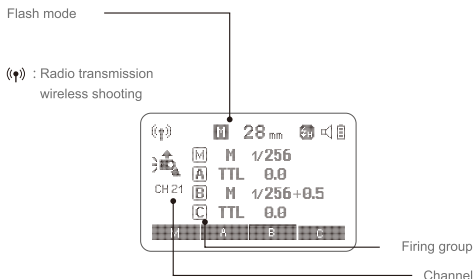 Flash mode
: Radio transmission
wireless shooting
M 28 mm
M M 1/256
A TTL 0.0
CH 21 B M 1/256+0.5
C TTL 0.0
M A B C
Firing group
Channel